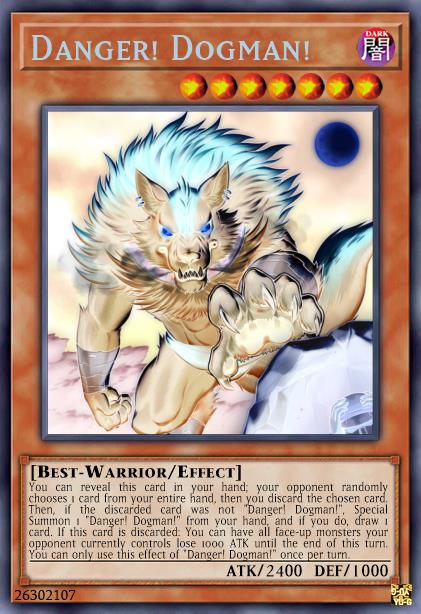 DANGER! DOGMAN!
DARK
闇
[BEST-WARRIOR/EFFECT]
You can reveal this card in your hand; your opponent randomly
chooses 1 card from your entire hand, then you discard the chosen card.
Then, if the discarded card was not "Danger! Dogman!", Special
Summon 1 "Danger! Dogman!" from your hand, and if you do, draw 1
card. If this card is discarded: You can have all face-up monsters your
opponent currently controls lose 1000 ATK until the end of this turn.
You can only use this effect of "Danger! Dogman!" once per turn.
ATK/2400 DEF/1000
26302107